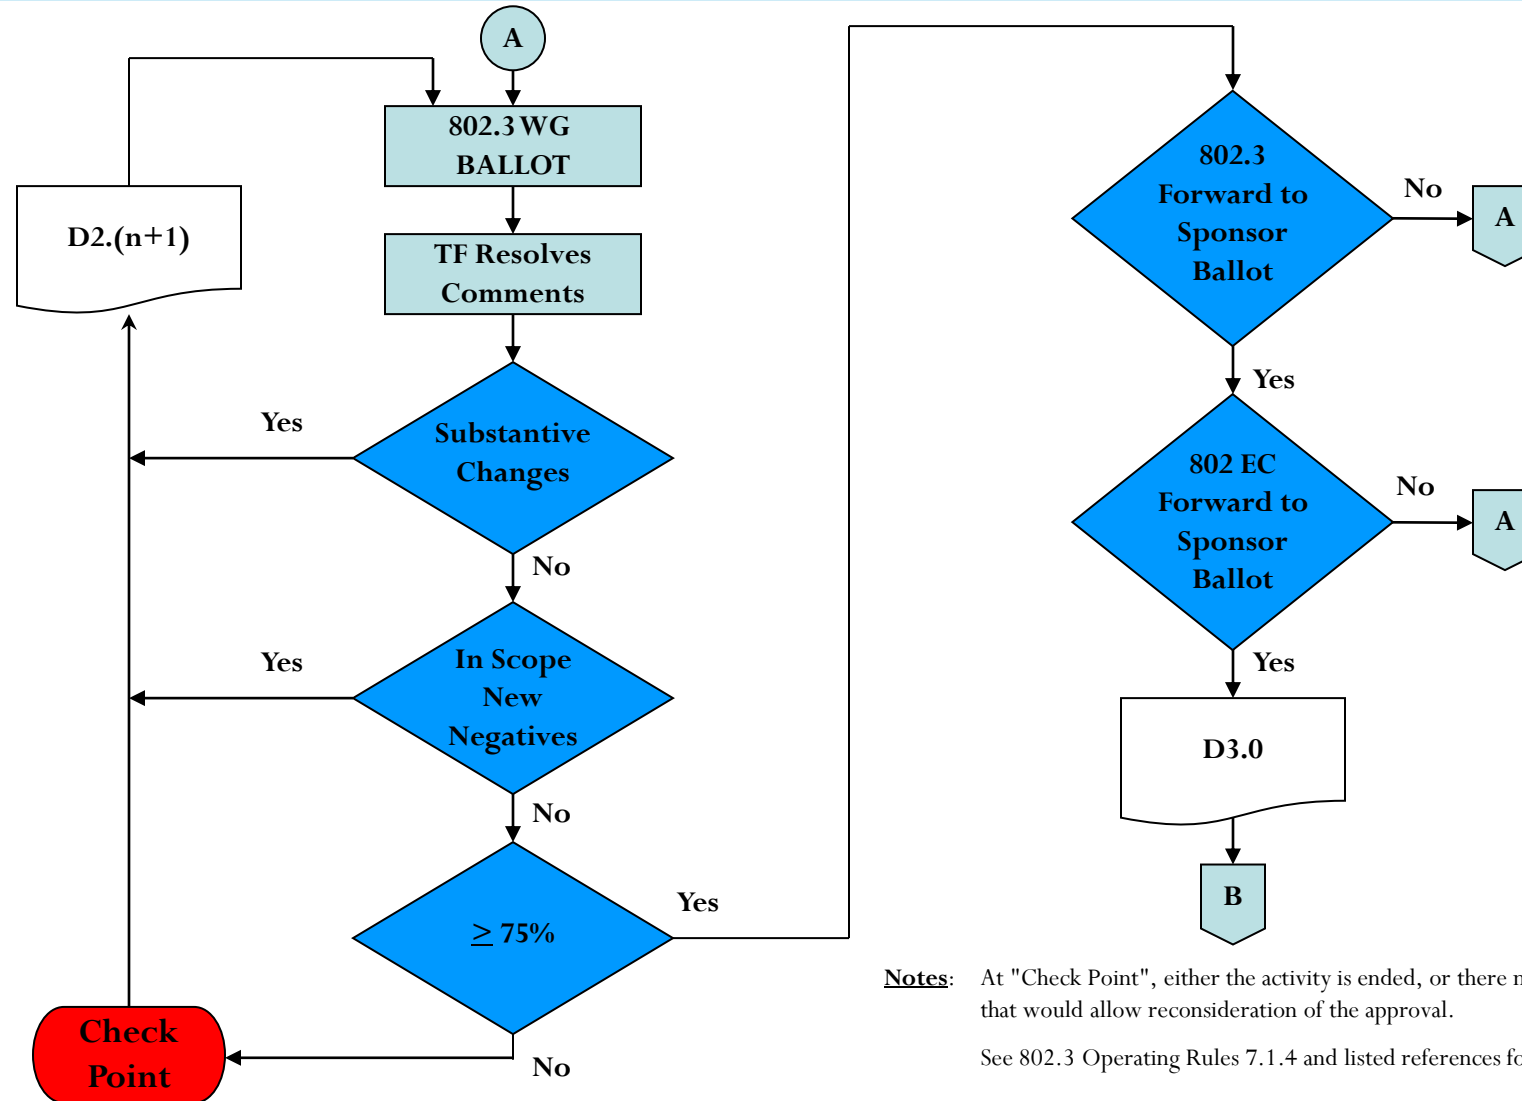 A
802.3 WG
BALLOT
D2.(n+1)
TF Resolves
Comments
Yes
Substantive
Changes
No
Yes
In Scope
New
Negatives
No
≥ 75%
Yes
No
Check
Point
802.3
Forward to
Sponsor
Ballot
No
A
Yes
802 EC
Forward to
Sponsor
Ballot
No
A
Yes
D3.0
B
Notes: At "Check Point", either the activity is ended, or there
that would allow reconsideration of the approval.
See 802.3 Operating Rules 7.1.4 and listed references